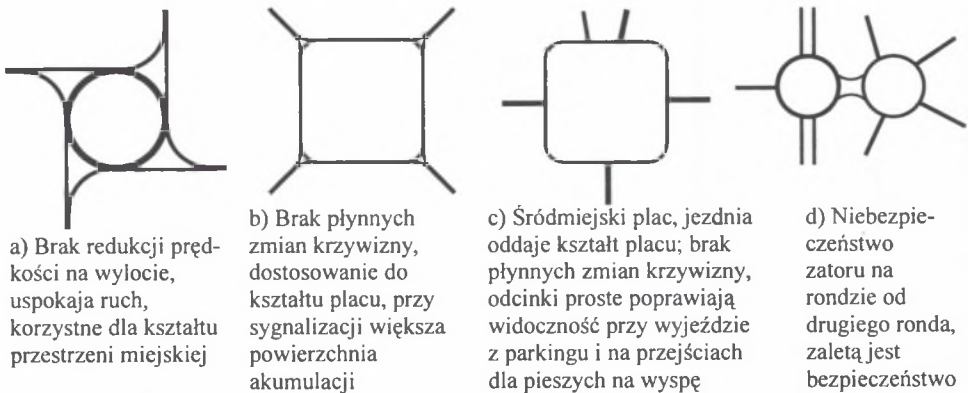 a) Brak redukcji pręd-
kości na wylocie,
uspokaja ruch,
korzystne dla kształtu
przestrzeni miejskiej
b) Brak płynnych
zmian krzywizny,
dostosowanie do
kształtu placu, przy
sygnalizacji większa
powierzchnia
akumulacji
c) Śródmiejski plac, jezdnia
oddaje kształt placu; brak
płynnych zmian krzywizny,
odcinki proste poprawiają
widoczność przy wyjeździe
z parkingu i na przejściach
dla pieszych na wyspę
d) Niebezpie-
czeństwo
zatoru na
rondzie od
drugiego ronda,
zaletą jest
bezpieczeństwo